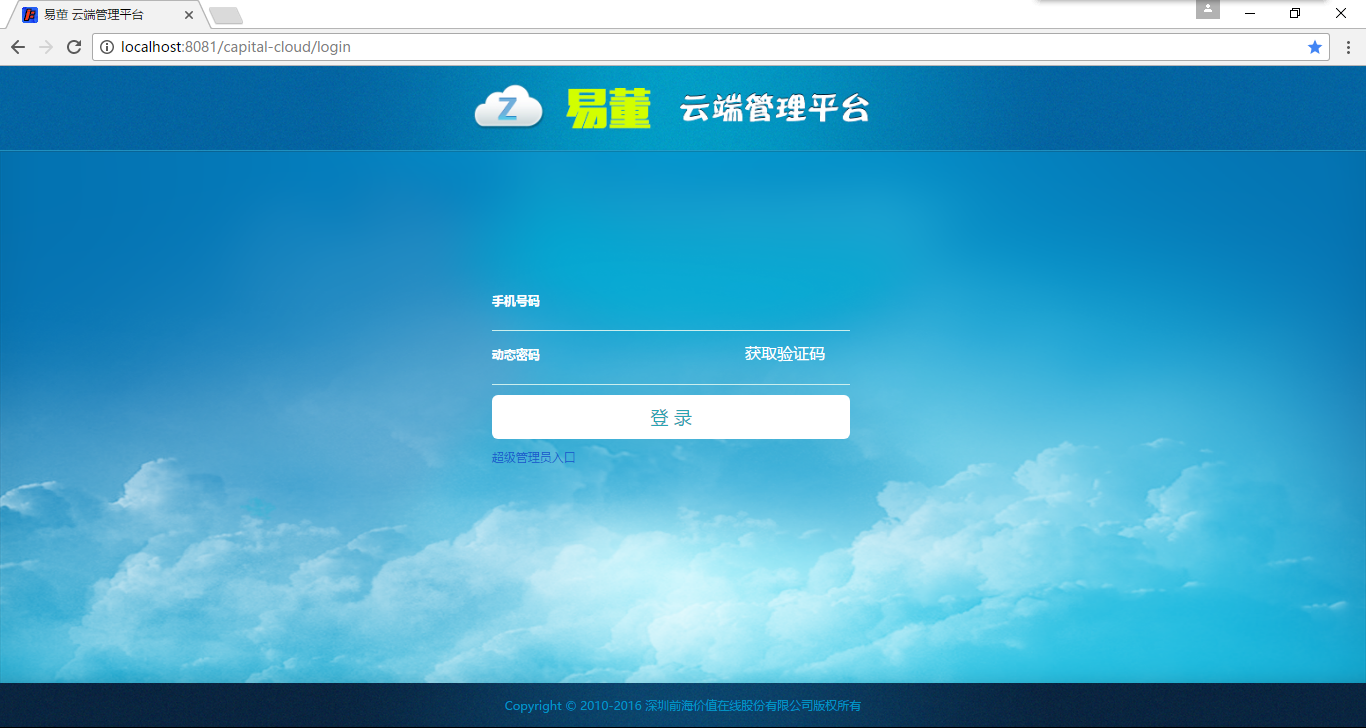 易董 云端管理平台
localhost:8081/capital-cloud/login
Z 易董 云端管理平台
手机号码
动态密码 获取验证码
登 录
超级管理员入口
Copyright © 2010-2016 深圳前海价值在线股份有限公司版权所有